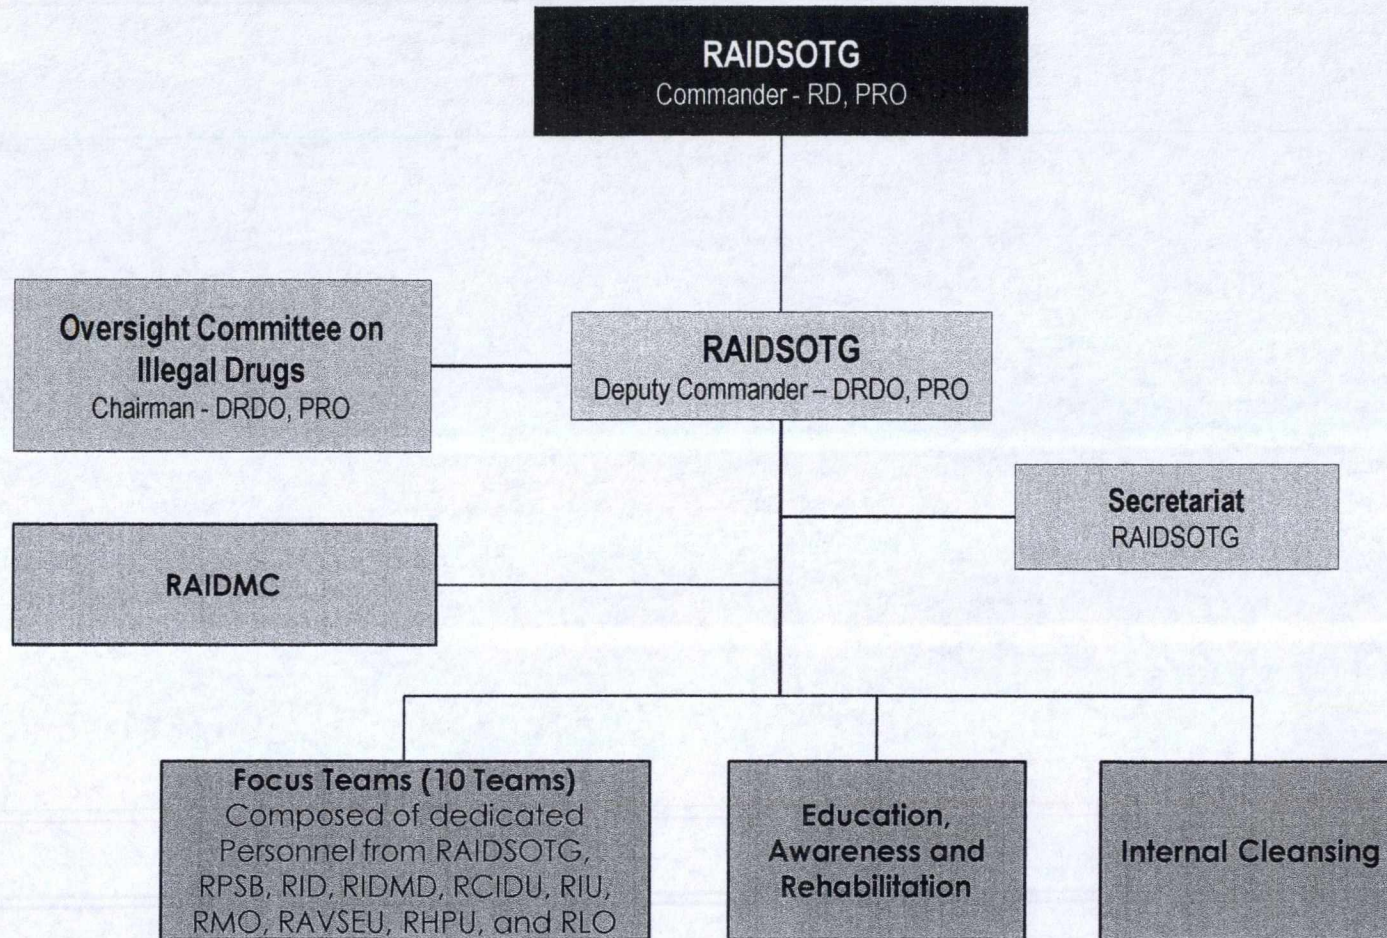 RAIDSOTG
Commander - RD, PRO
Oversight Committee on
Illegal Drugs
Chairman - DRDO, PRO
RAIDSOTG
Deputy Commander – DRDO, PRO
Secretariat
RAIDSOTG
RAIDMC
Focus Teams (10 Teams)
Composed of dedicated
Personnel from RAIDSOTG,
RPSB, RID, RIDMD, RCIDU, RIU,
RMO, RAVSEU, RHPU, and RLO
Education,
Awareness and
Rehabilitation
Internal Cleansing